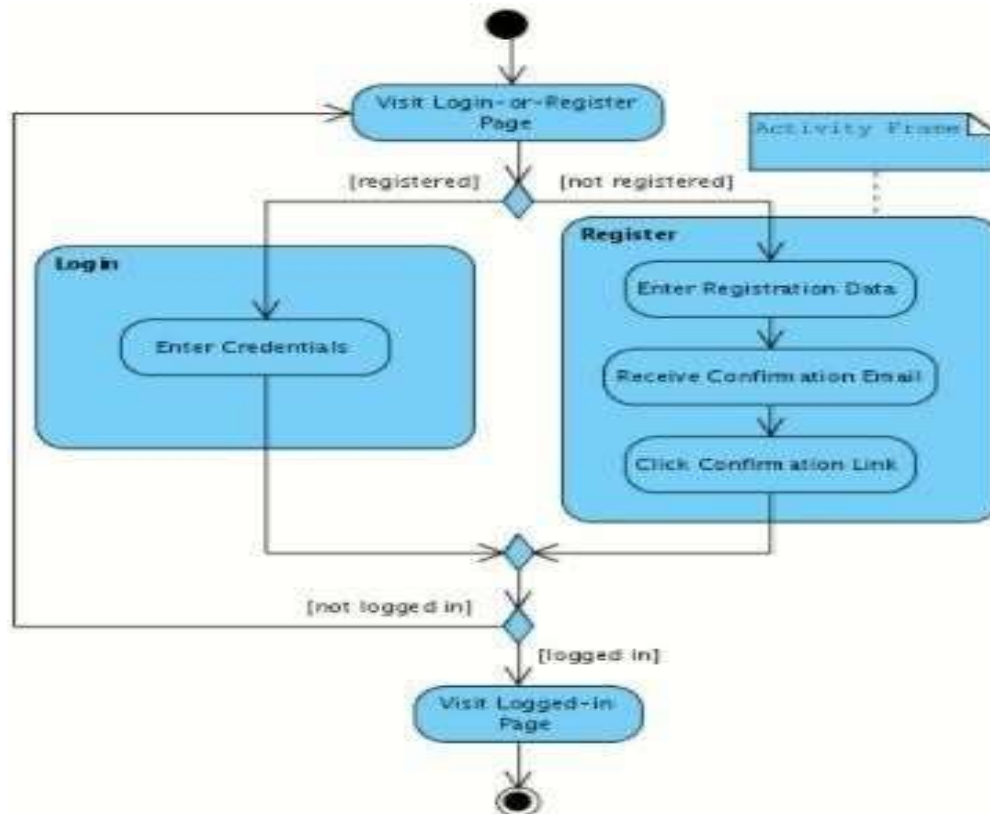 Visit Login-or-Register
Page
Activity Frame
[registered]
[not registered]
Login
Register
Enter Registration Data
Enter Credentials
Receive Confirmation Email
Click Confirmation Link
[not logged in]
[logged in]
Visit Logged-in
Page